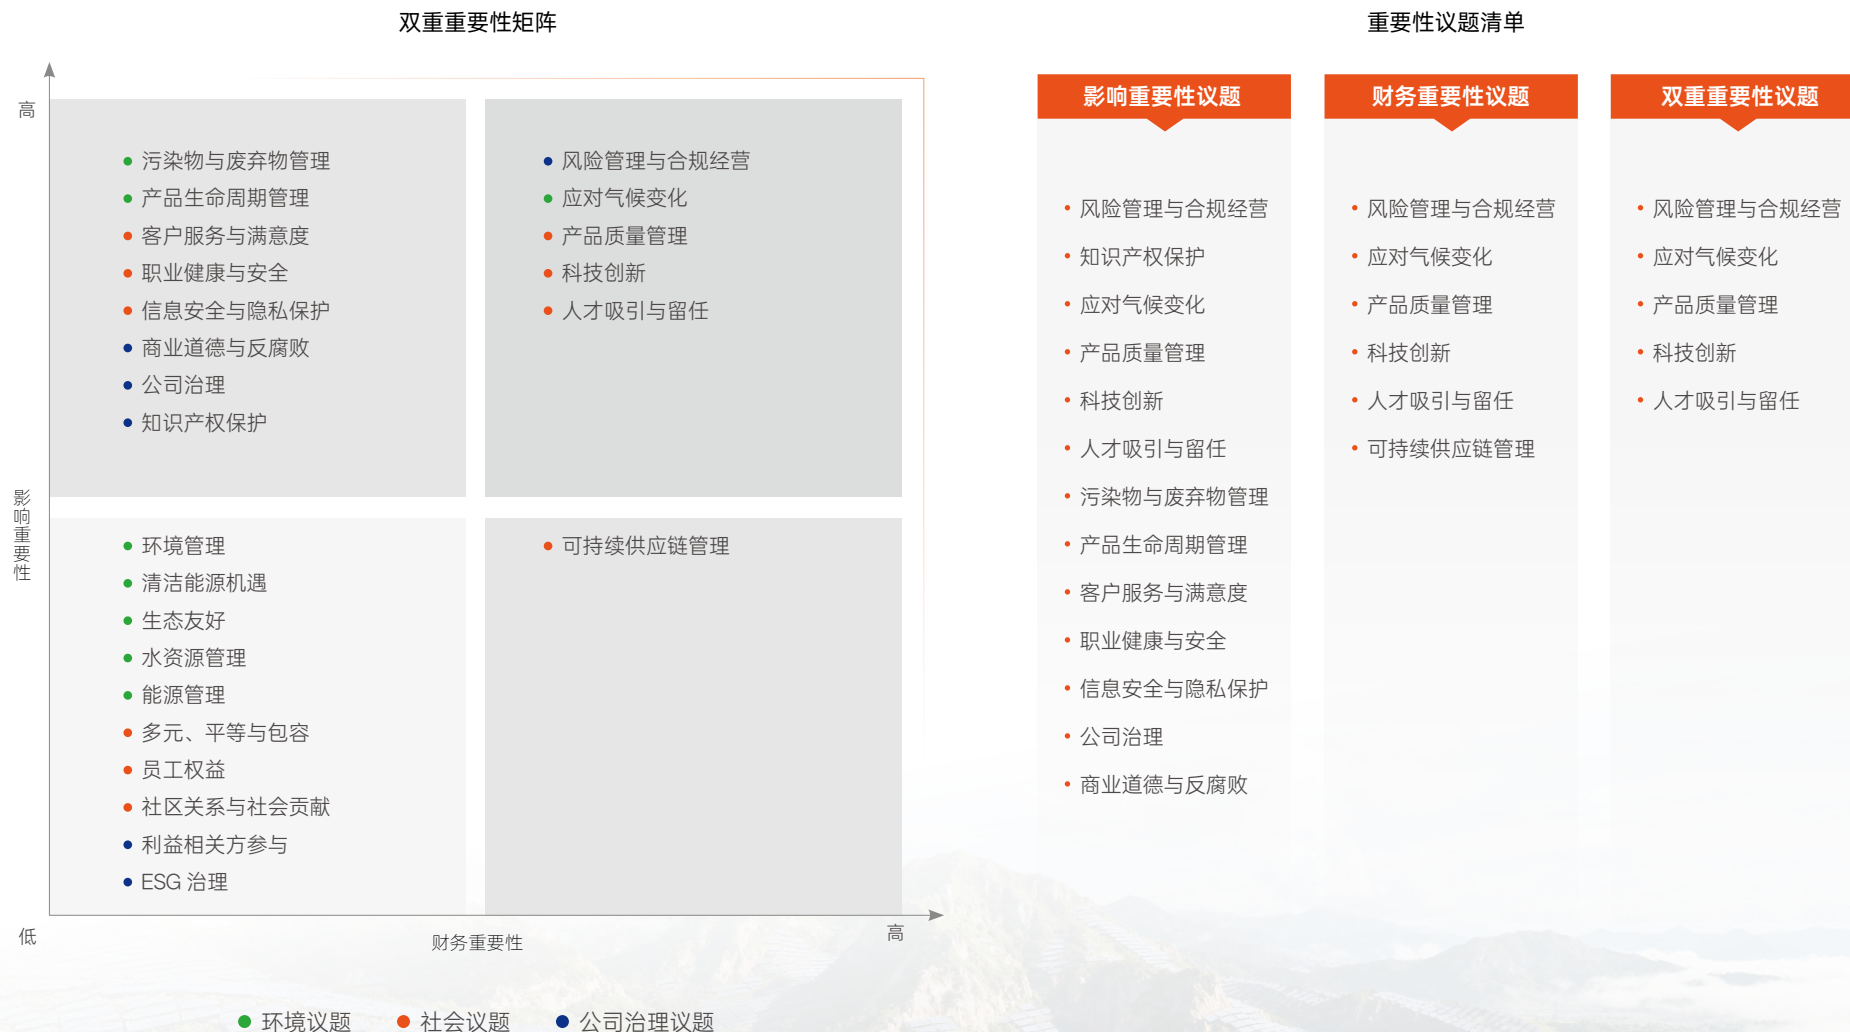 双重重要性矩阵
高
污染物与废弃物管理
产品生命周期管理
客户服务与满意度
职业健康与安全
信息安全与隐私保护
商业道德与反腐败
公司治理
知识产权保护
风险管理与合规经营
应对气候变化
产品质量管理
科技创新
人才吸引与留任
影响重要性
环境管理
清洁能源机遇
生态友好
水资源管理
能源管理
多元、平等与包容
员工权益
社区关系与社会贡献
利益相关方参与
ESG 治理
可持续供应链管理
低
财务重要性
高
环境议题
社会议题
公司治理议题
重要性议题清单
影响重要性议题
风险管理与合规经营
知识产权保护
应对气候变化
产品质量管理
科技创新
人才吸引与留任
污染物与废弃物管理
产品生命周期管理
客户服务与满意度
职业健康与安全
信息安全与隐私保护
公司治理
商业道德与反腐败
财务重要性议题
风险管理与合规经营
应对气候变化
产品质量管理
科技创新
人才吸引与留任
可持续供应链管理
双重重要性议题
风险管理与合规经营
应对气候变化
产品质量管理
科技创新
人才吸引与留任